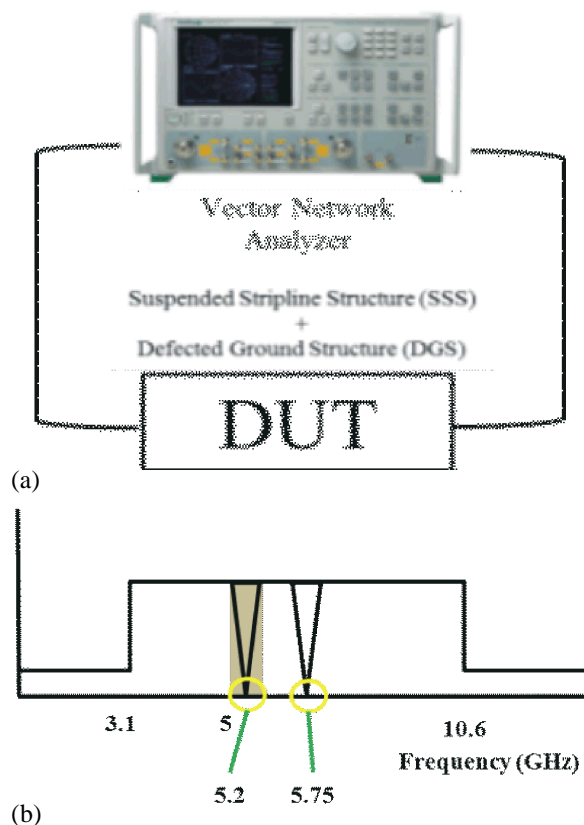 Vector Network
Analyzer
Suspended Stripline Structure (SSS)
+
Defected Ground Structure (DGS)
DUT
(a)
3.1
5
10.6
Frequency (GHz)
5.2
5.75
(b)